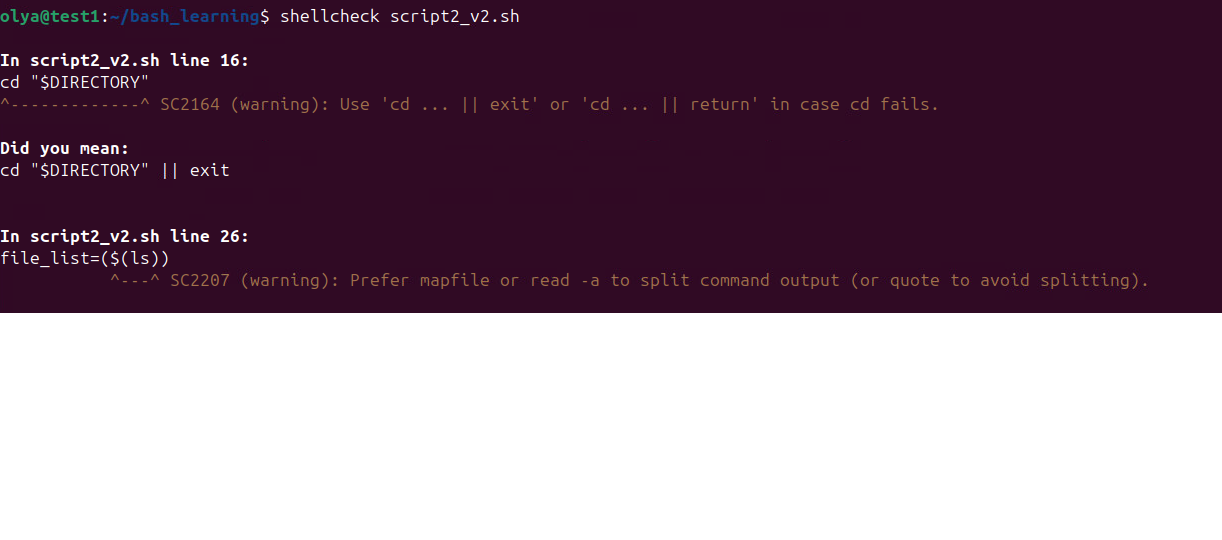 olya@test1:~/bash_learning$ shellcheck script2_v2.sh
In script2_v2.sh line 16:
cd "$DIRECTORY"
^-------------^ SC2164 (warning): Use 'cd ... || exit' or 'cd ... || return' in case cd fails.
Did you mean:
cd "$DIRECTORY" || exit
In script2_v2.sh line 26:
file_list=($(ls))
^---^ SC2207 (warning): Prefer mapfile or read -a to split command output (or quote to avoid splitting).